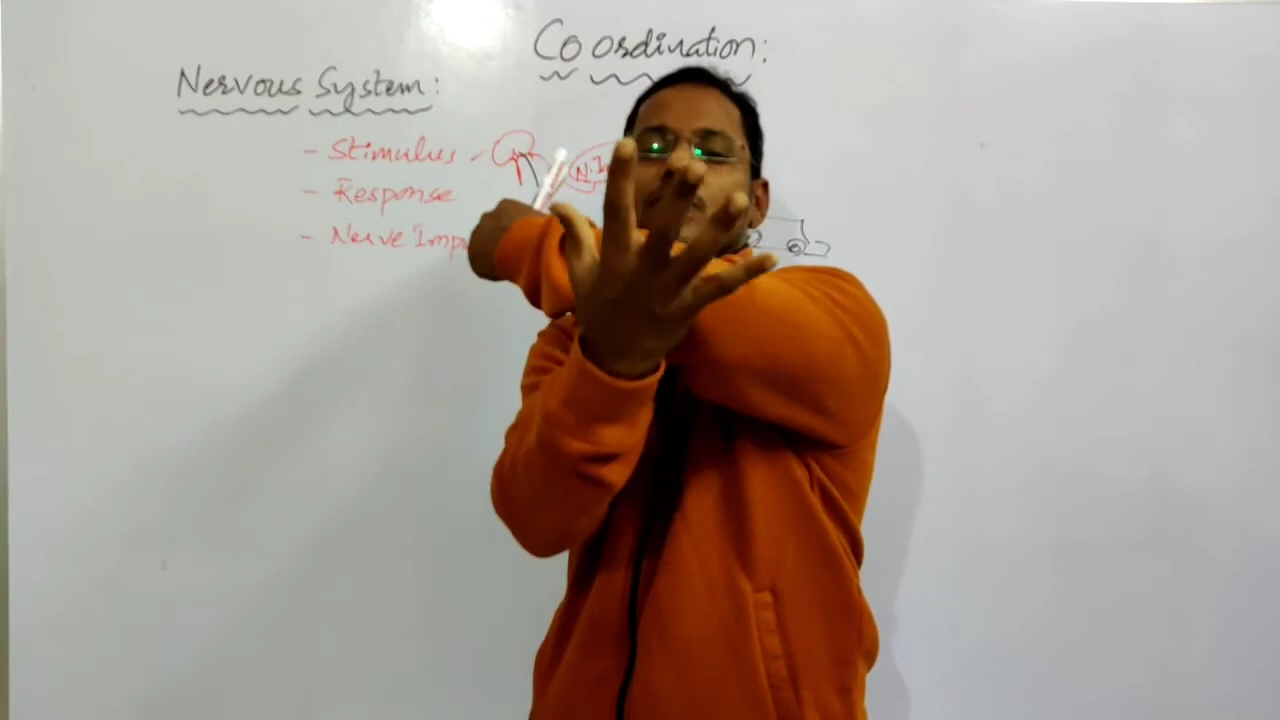 Coordination:
Nervous System:
- Stimulus -
- Response
- Nerve Imp
N.I